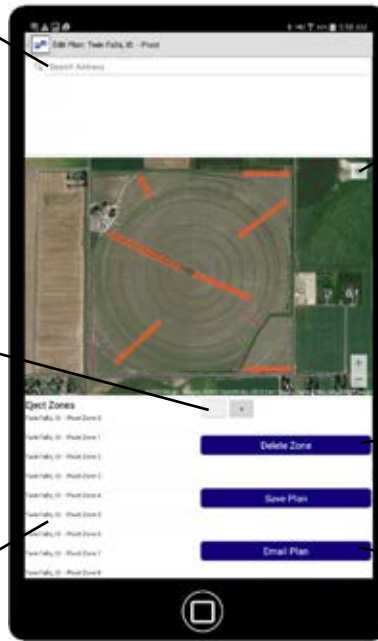 Edit Plan: Twin Falls, ID - Pivot
Search Address
+
-
Eject Zones
+
Twin Falls, ID - Pivot Zone 0
Twin Falls, ID - Pivot Zone 1
Delete Zone
Twin Falls, ID - Pivot Zone 2
Twin Falls, ID - Pivot Zone 3
Twin Falls, ID - Pivot Zone 4
Save Plan
Twin Falls, ID - Pivot Zone 5
Twin Falls, ID - Pivot Zone 6
Twin Falls, ID - Pivot Zone 7
Email Plan
Twin Falls, ID - Pivot Zone 8